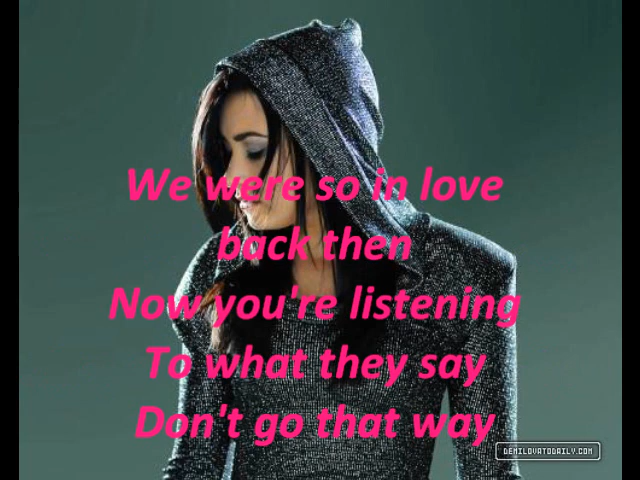 We were so in love
back then
Now you're listening
To what they say
Don't go that way
DEMILOVATODAILY.COM